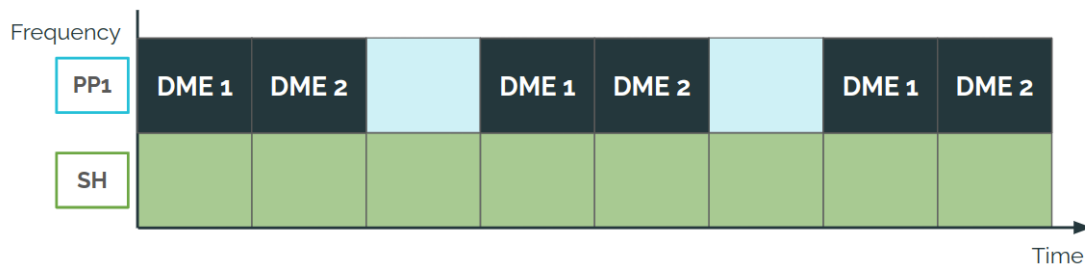 Frequency
PP1 DME 1 DME 2 DME 1 DME 2 DME 1 DME 2
SH
Time